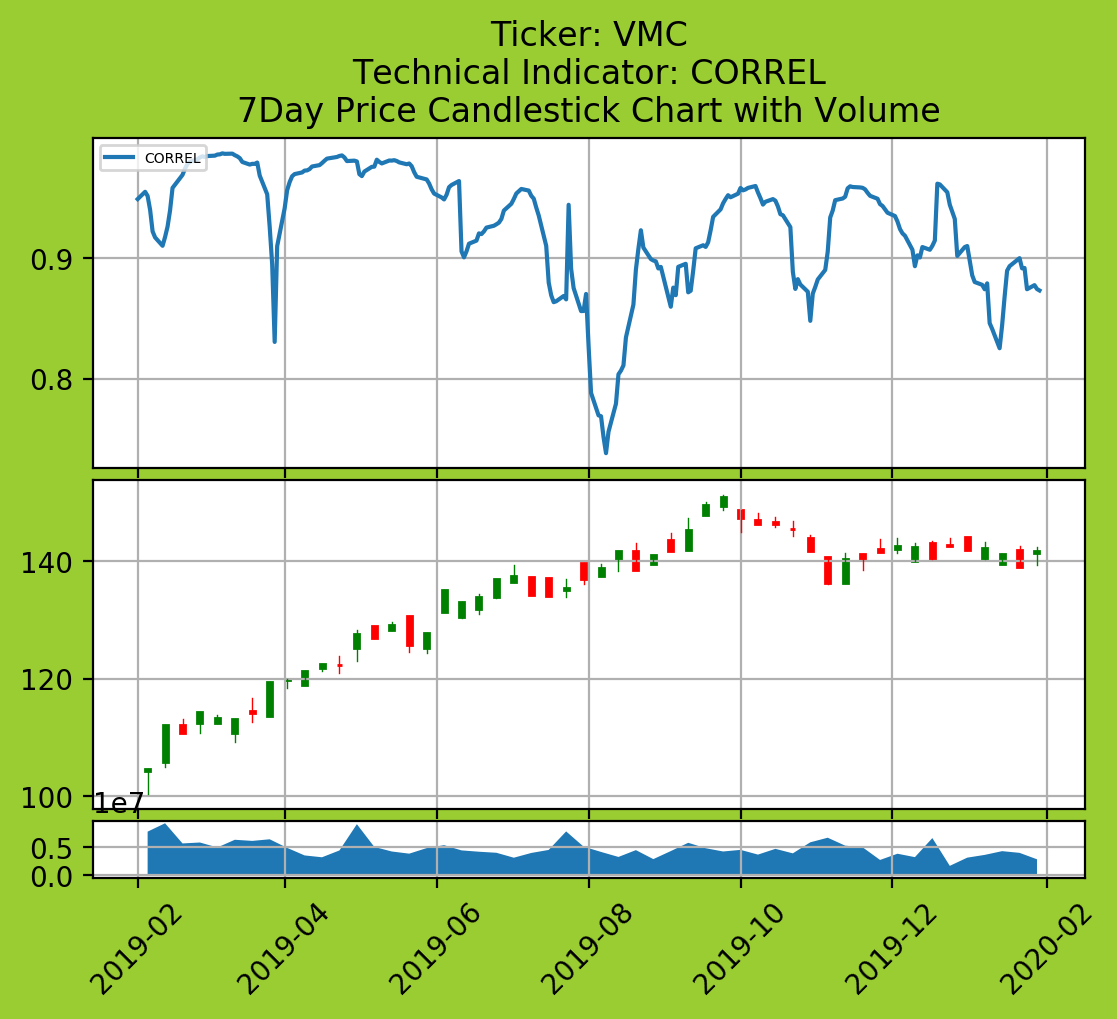 Ticker: VMC
Technical Indicator: CORREL
7Day Price Candlestick Chart with Volume
CORREL
0.9
0.8
140
120
100
1e7
0.5
0.0
2019-02
2019-04
2019-06
2019-08
2019-10
2019-12
2020-02